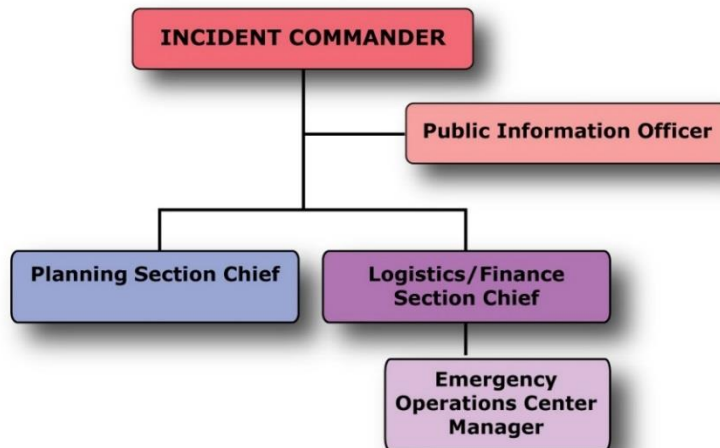 INCIDENT COMMANDER
Public Information Officer
Planning Section Chief
Logistics/Finance
Section Chief
Emergency
Operations Center
Manager